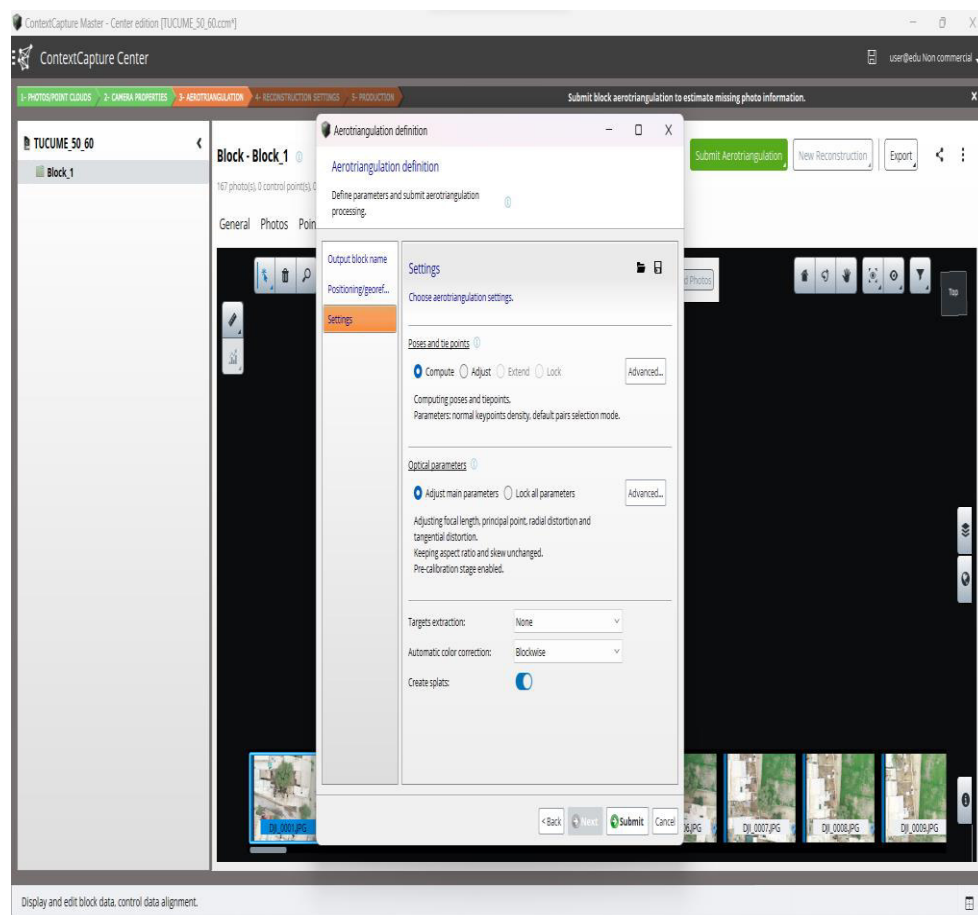 ContextCapture Master - Center edition [TUCUME_50_60.ccm*]
ContextCapture Center
user@edu Non commercial
1- PHOTOS/POINT CLOUDS
2- CAMERA PROPERTIES
3- AEROTRIANGULATION
4- RECONSTRUCTION SETTINGS
5- PRODUCTION
Submit block aerotriangulation to estimate missing photo information.
X
TUCUME_50_60
Block_1
Block - Block_1
167 photo(s), 0 control point(s), 0
General Photos Poin
Submit Aerotriangulation
New Reconstruction
Export
Aerotriangulation definition
Aerotriangulation definition
Define parameters and submit aerotriangulation
processing.
Output block name
Positioning/georef...
Settings
Settings
Choose aerotriangulation settings.
Poses and tie points
Compute Adjust Extend Lock
Advanced...
Computing poses and tiepoints.
Parameters: normal keypoints density, default pairs selection mode.
Optical parameters
Adjust main parameters Lock all parameters
Advanced...
Adjusting focal length, principal point, radial distortion and
tangential distortion.
Keeping aspect ratio and skew unchanged.
Pre-calibration stage enabled.
Targets extraction: None
Automatic color correction: Blockwise
Create splats:
< Back
Next
Submit
Cancel
d Photos
Top
DJI_0001.JPG
6.JPG
DJI_0007.JPG
DJI_0008.JPG
DJI_0009.JPG
Display and edit block data, control data alignment.